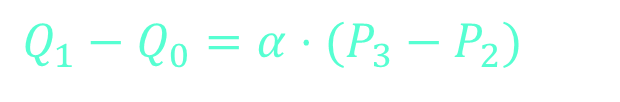 Q₁ − Q₀ = α · (P₃ − P₂)